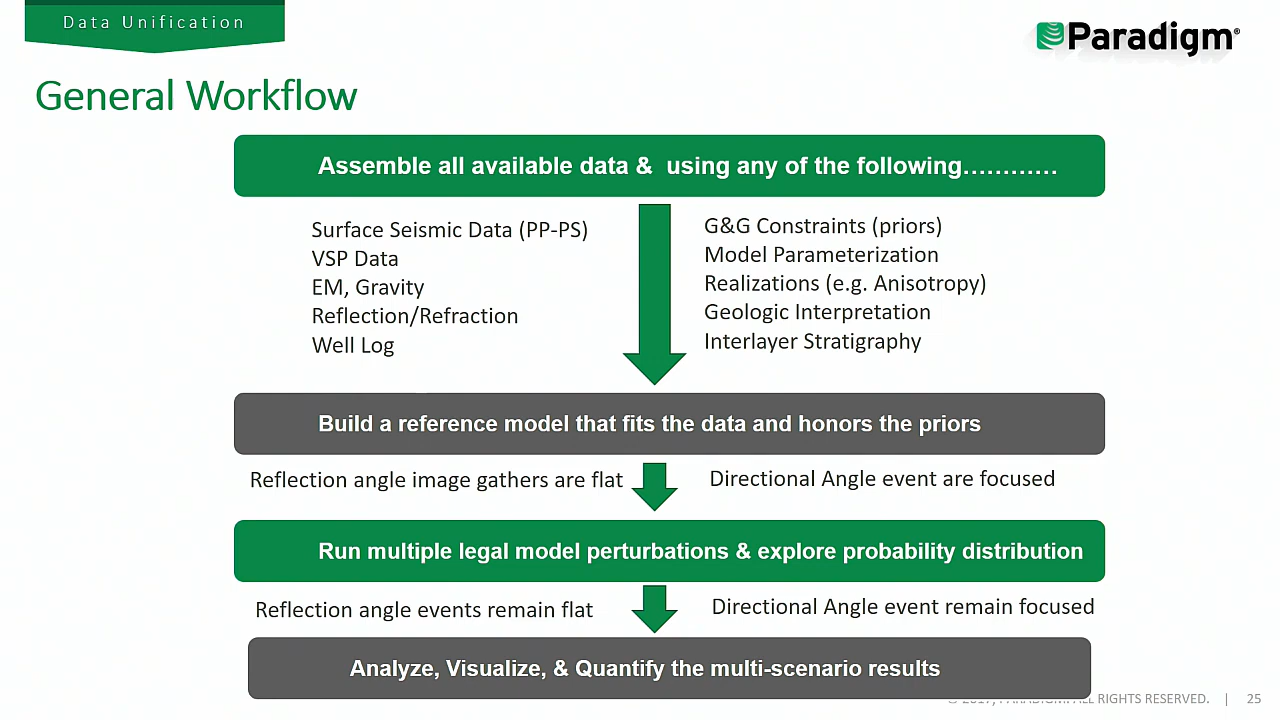 Data Unification
Paradigm®
General Workflow
Assemble all available data &  using any of the following…………
Surface Seismic Data (PP-PS)
VSP Data
EM, Gravity
Reflection/Refraction
Well Log
G&G Constraints (priors)
Model Parameterization
Realizations (e.g. Anisotropy)
Geologic Interpretation
Interlayer Stratigraphy
Build a reference model that fits the data and honors the priors
Reflection angle image gathers are flat
Directional Angle event are focused
Run multiple legal model perturbations & explore probability distribution
Reflection angle events remain flat
Directional Angle event remain focused
Analyze, Visualize, & Quantify the multi-scenario results
© 2017, PARADIGM. ALL RIGHTS RESERVED. | 25